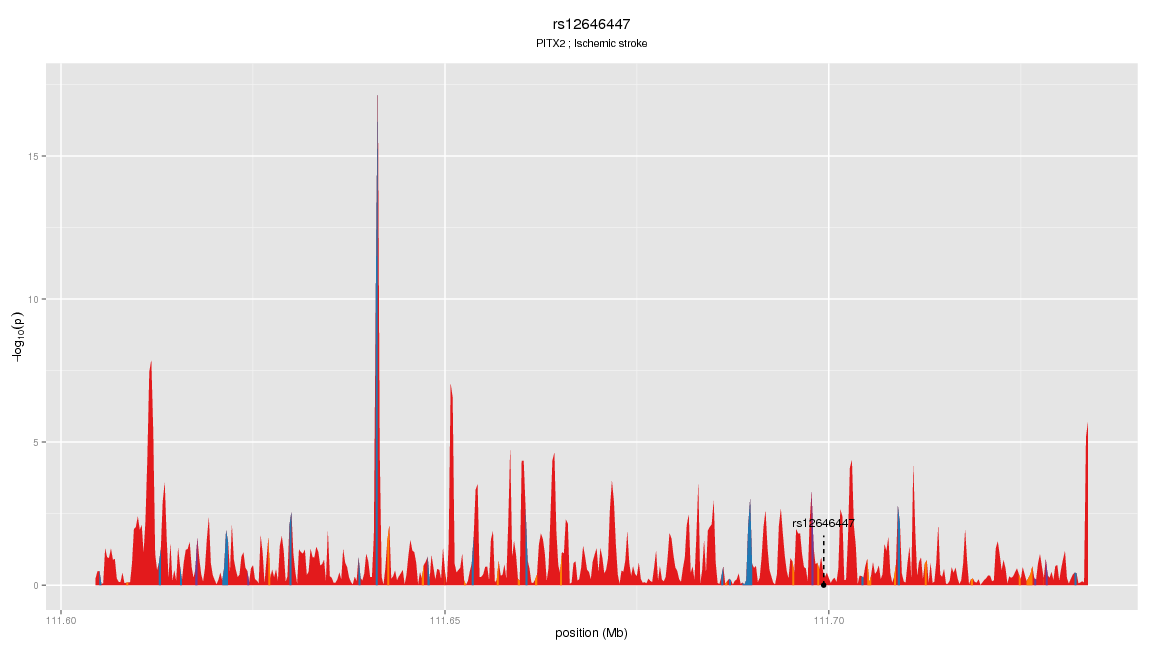 rs12646447
PITX2 ; Ischemic stroke
15
10
5
0
−log10(p)
rs12646447
111.60
111.65
111.70
position (Mb)